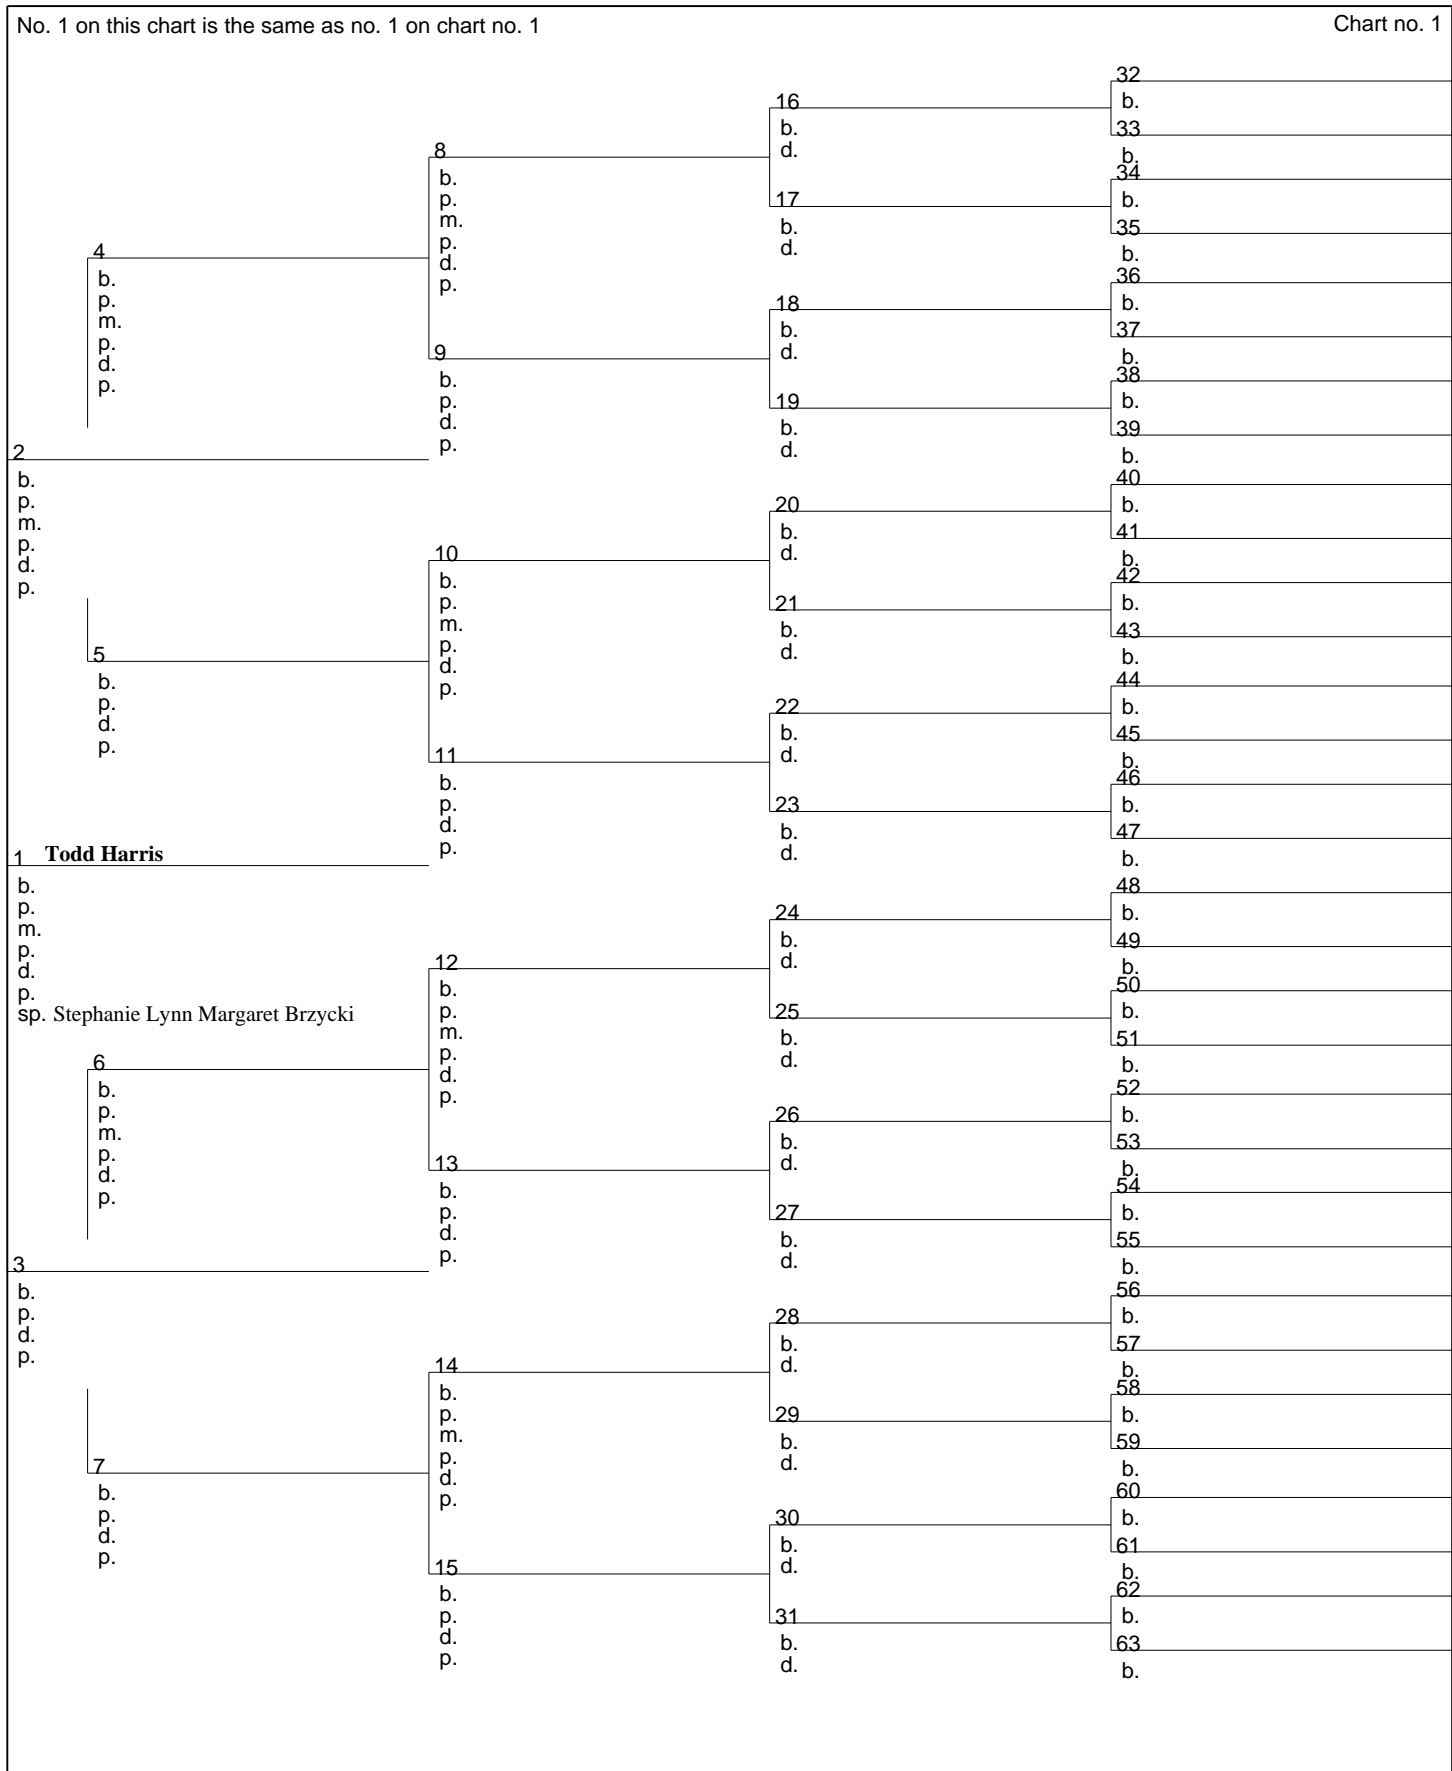 No. 1 on this chart is the same as no. 1 on chart no. 1
Chart no. 1
2
b.
p.
m.
p.
d.
p.
1 Todd Harris
b.
p.
m.
p.
d.
p.
sp. Stephanie Lynn Margaret Brzycki
3
b.
p.
d.
p.
4
b.
p.
m.
p.
d.
p.
5
b.
p.
d.
p.
6
b.
p.
m.
p.
d.
p.
7
b.
p.
d.
p.
8
b.
p.
m.
p.
d.
p.
9
b.
p.
d.
p.
10
b.
p.
m.
p.
d.
p.
11
b.
p.
d.
p.
12
b.
p.
m.
p.
d.
p.
13
b.
p.
d.
p.
14
b.
p.
m.
p.
d.
p.
15
b.
p.
d.
p.
16
b.
d.
17
b.
d.
18
b.
d.
19
b.
d.
20
b.
d.
21
b.
d.
22
b.
d.
23
b.
d.
24
b.
d.
25
b.
d.
26
b.
d.
27
b.
d.
28
b.
d.
29
b.
d.
30
b.
d.
31
b.
d.
32
b.
33
b.
34
b.
35
b.
36
b.
37
b.
38
b.
39
b.
40
b.
41
b.
42
b.
43
b.
44
b.
45
b.
46
b.
47
b.
48
b.
49
b.
50
b.
51
b.
52
b.
53
b.
54
b.
55
b.
56
b.
57
b.
58
b.
59
b.
60
b.
61
b.
62
b.
63
b.